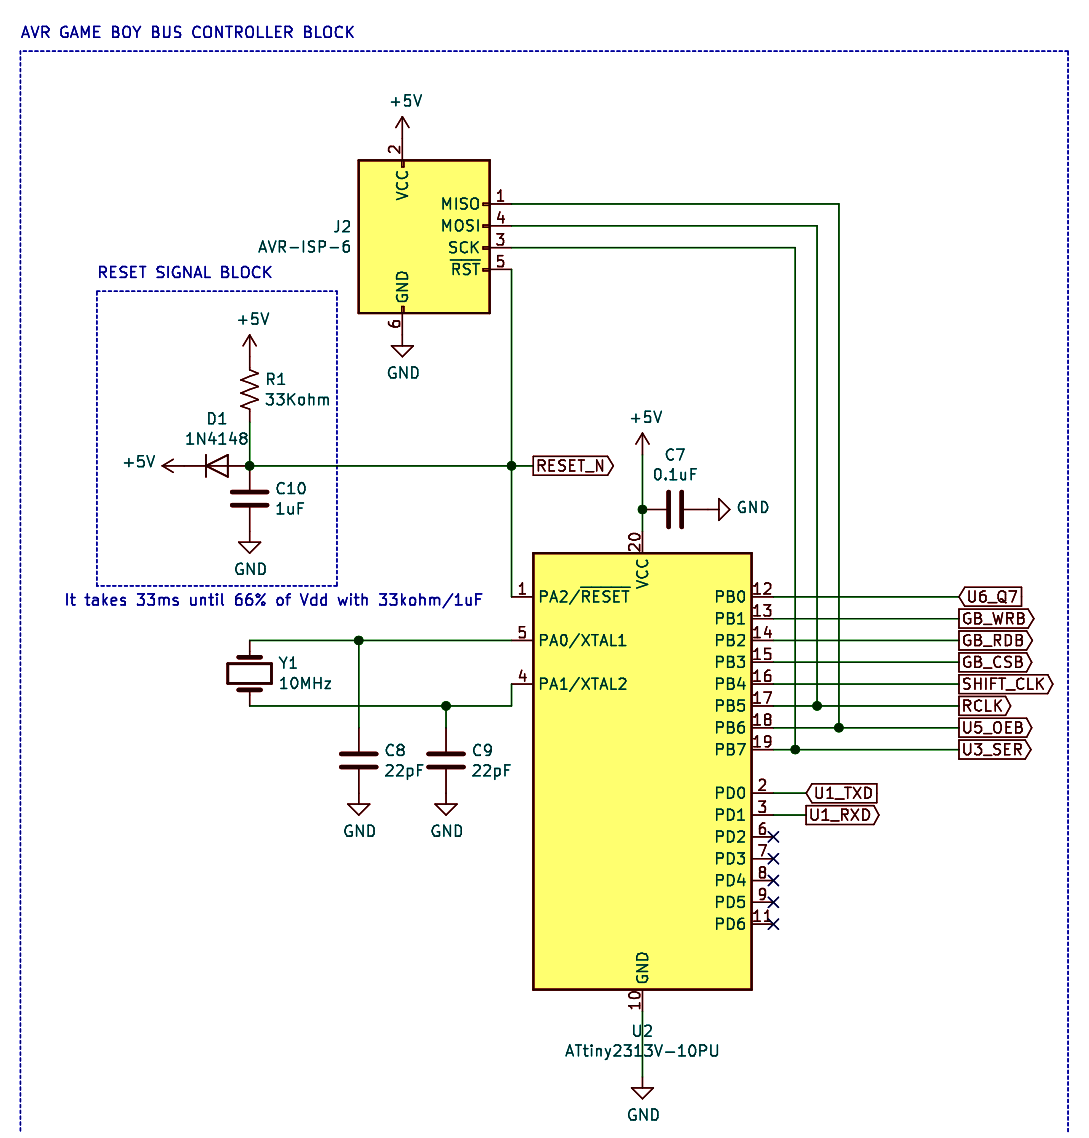 AVR GAME BOY BUS CONTROLLER BLOCK
+5V
2
VCC
MISO 1
MOSI 4
SCK 3
RST 5
J2
AVR-ISP-6
GND
6
GND
RESET SIGNAL BLOCK
+5V
R1
33Kohm
D1
1N4148
+5V
C10
1uF
GND
It takes 33ms until 66% of Vdd with 33kohm/1uF
RESET_N
+5V
C7
0.1uF
GND
20
VCC
1 PA2/RESET
5 PA0/XTAL1
4 PA1/XTAL2
Y1
10MHz
C8
22pF
GND
C9
22pF
GND
PB0 12 U6_Q7
PB1 13 GB_WRB
PB2 14 GB_RDB
PB3 15 GB_CSB
PB4 16 SHIFT_CLK
PB5 17 RCLK
PB6 18 U5_OEB
PB7 19 U3_SER
PD0 2 U1_TXD
PD1 3 U1_RXD
PD2 6
PD3 7
PD4 8
PD5 9
PD6 11
GND
10
U2
ATtiny2313V-10PU
GND